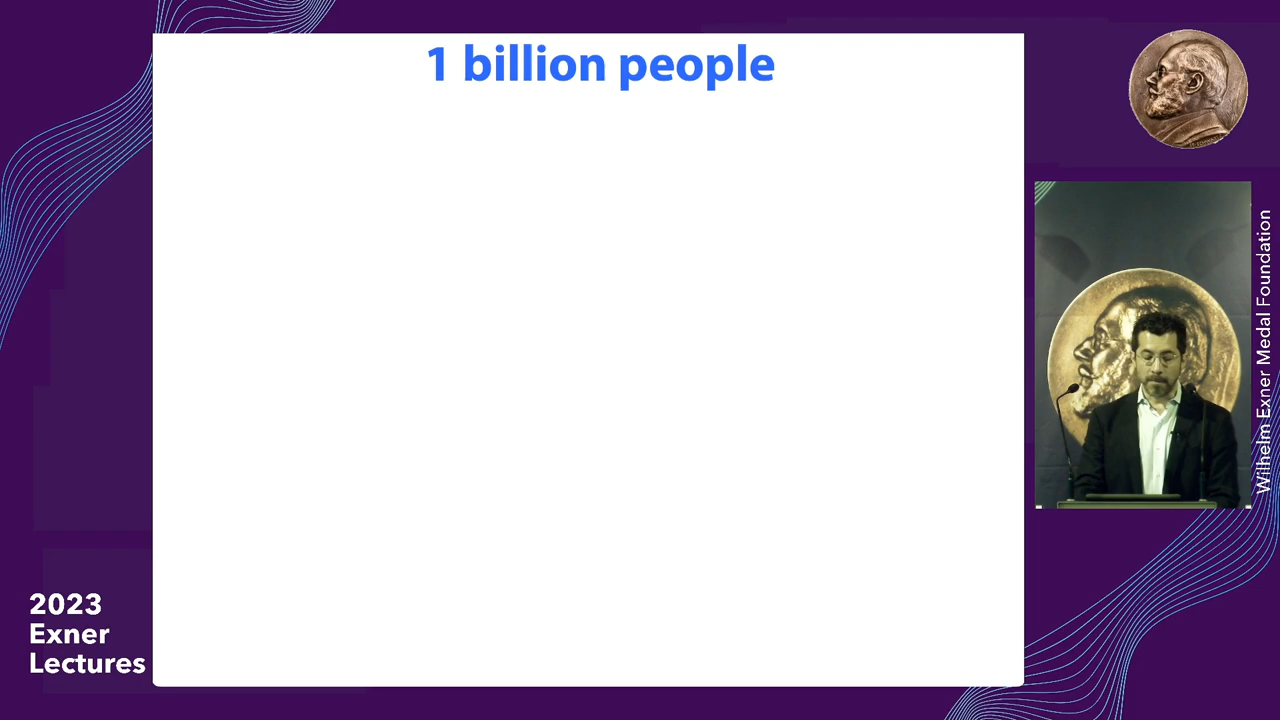 1 billion people
Wilhelm Exner Medal Foundation
2023
Exner
Lectures